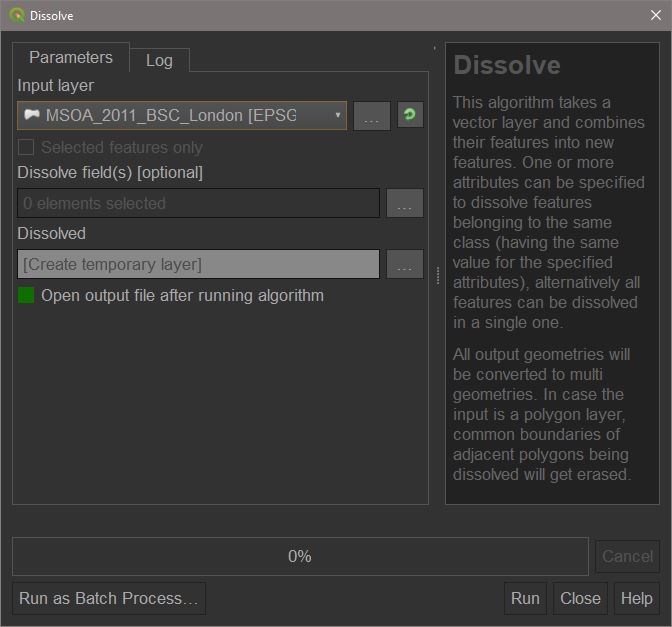 Dissolve
Parameters
Log
Input layer
MSOA_2011_BSC_London [EPSG
...
Selected features only
Dissolve field(s) [optional]
0 elements selected
...
Dissolved
[Create temporary layer]
...
Open output file after running algorithm
Dissolve
This algorithm takes a
vector layer and combines
their features into new
features. One or more
attributes can be specified
to dissolve features
belonging to the same
class (having the same
value for the specified
attributes), alternatively all
features can be dissolved
in a single one.
All output geometries will
be converted to multi
geometries. In case the
input is a polygon layer,
common boundaries of
adjacent polygons being
dissolved will get erased.
0%
Cancel
Run as Batch Process...
Run
Close
Help